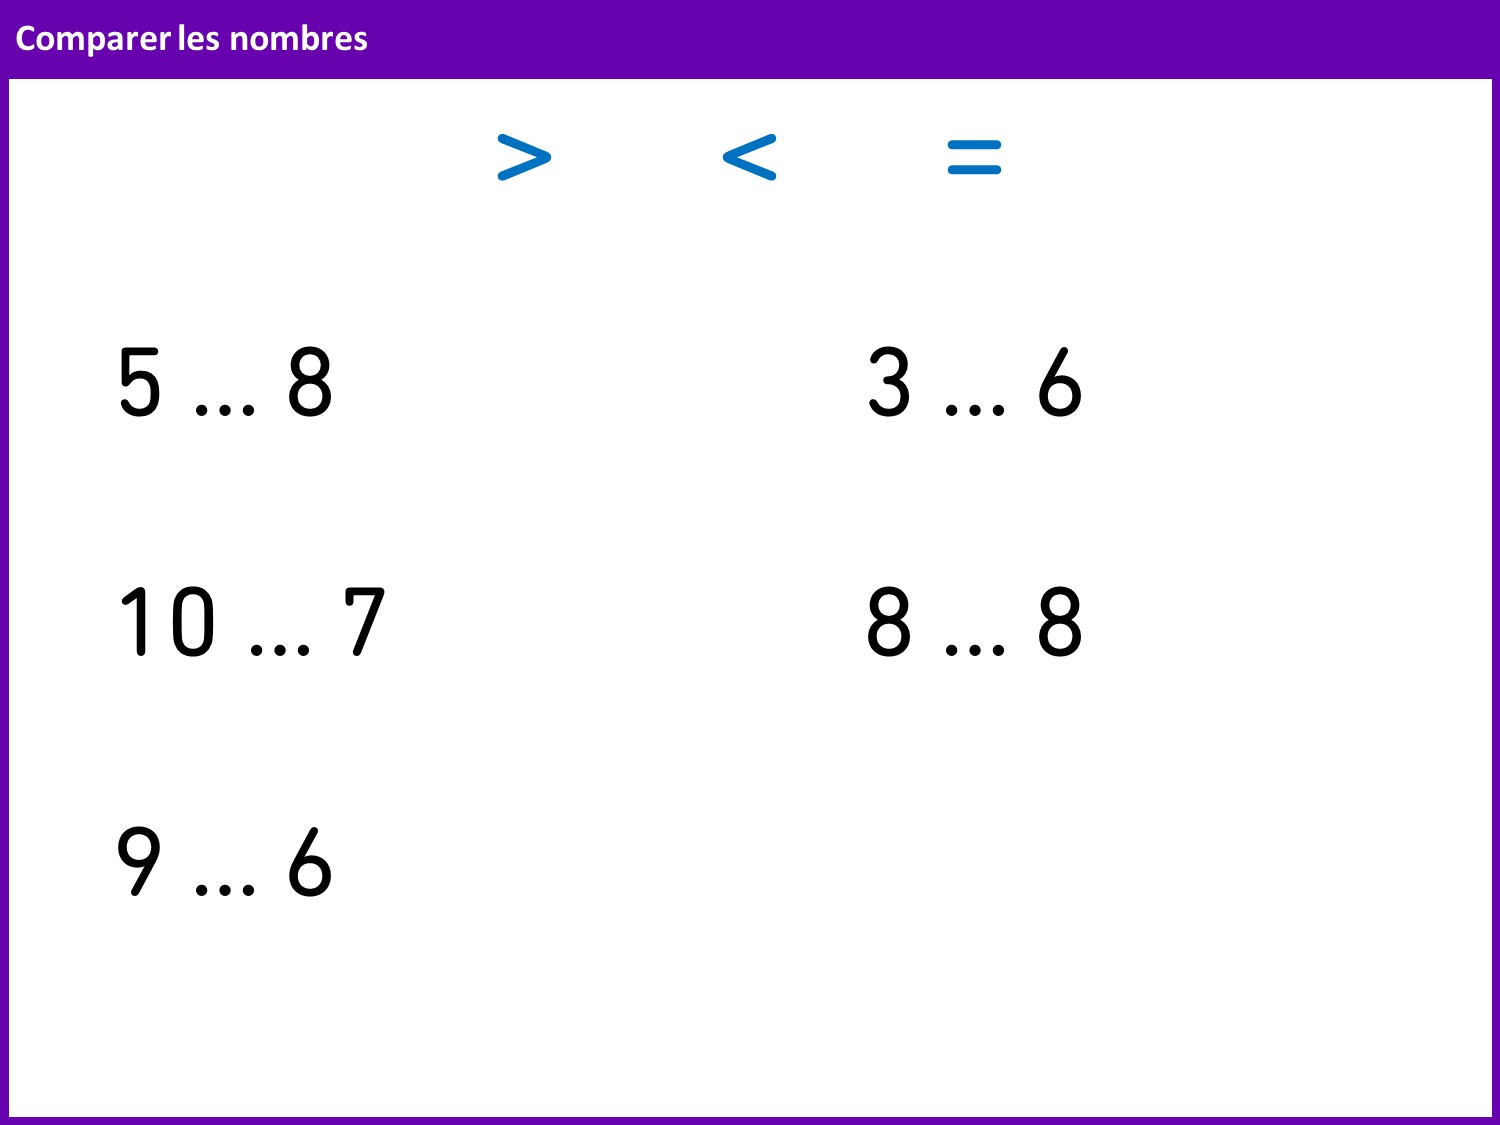 Comparer les nombres
> < =
5 ... 8 3 ... 6
10 ... 7 8 ... 8
9 ... 6